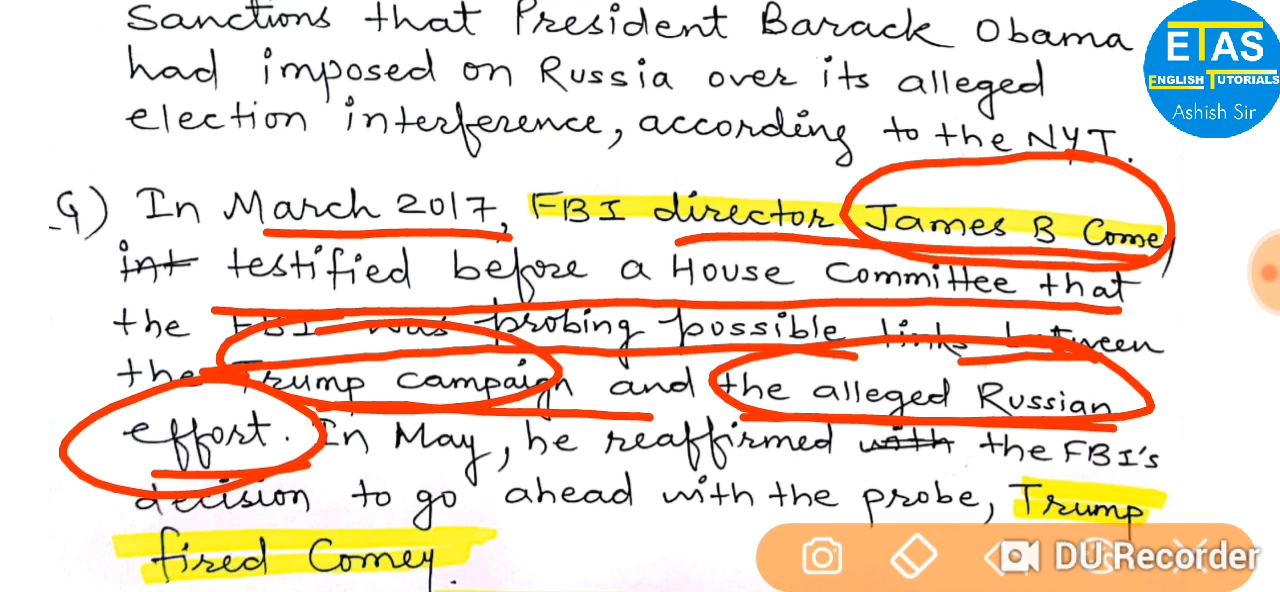 Sanctions that President Barack Obama
had imposed on Russia over its alleged
election interference, according to the NYT.
9) In March 2017, FBI director James B Comey
int testified before a House Committee that
the FBI was probing possible links between
the Trump campaign and the alleged Russian
effort. In May, he reaffirmed with the FBI's
decision to go ahead with the probe, Trump
fired Comey.
ETAS
ENGLISH TUTORIALS
Ashish Sir
DU Recorder